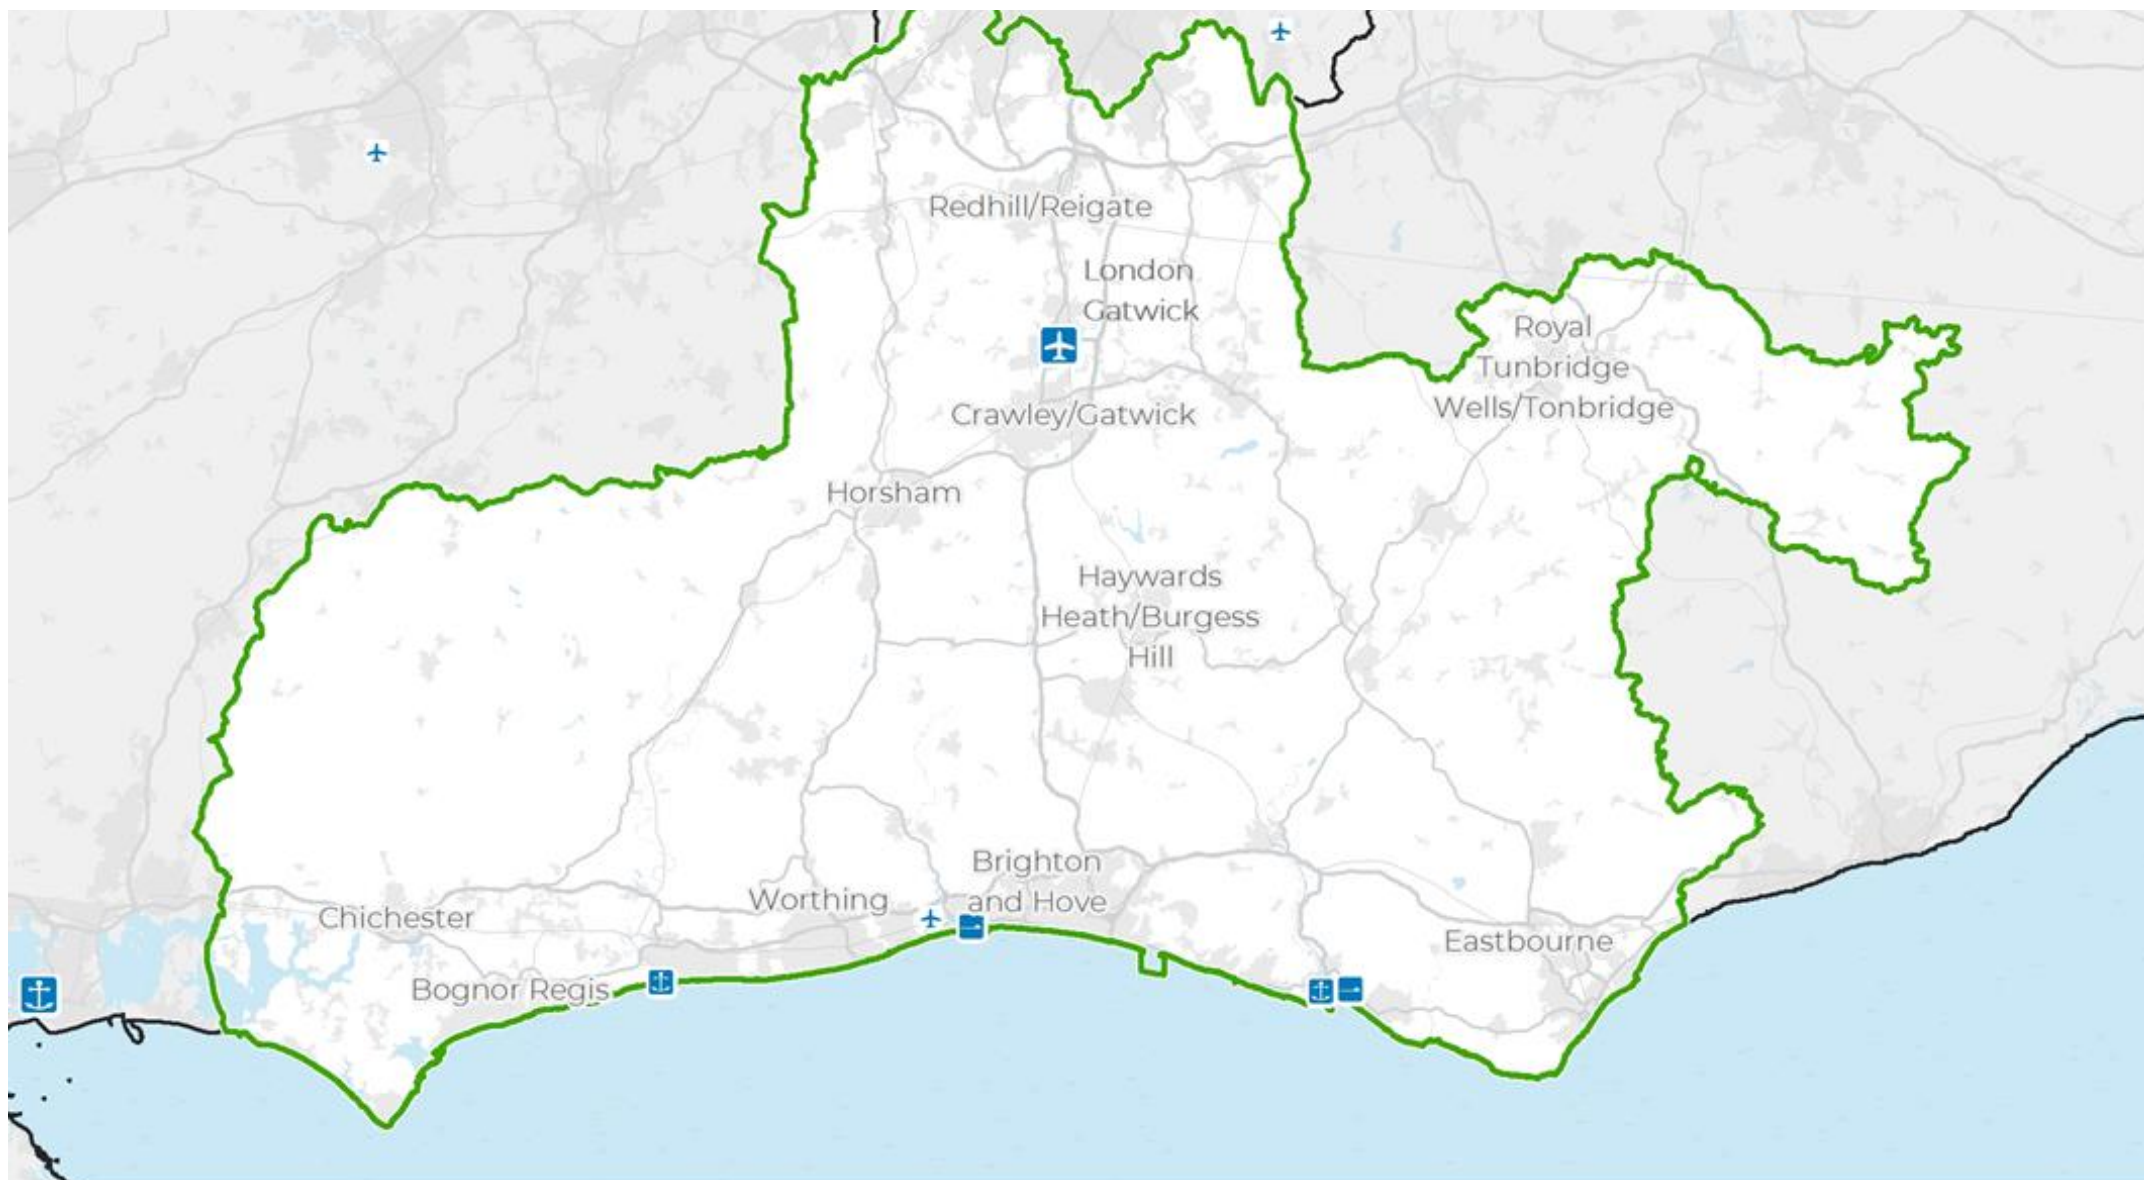 Redhill/Reigate
London
Gatwick
Royal
Tunbridge
Wells/Tonbridge
Crawley/Gatwick
Horsham
Haywards
Heath/Burgess
Hill
Brighton
and Hove
Worthing
Chichester
Eastbourne
Bognor Regis